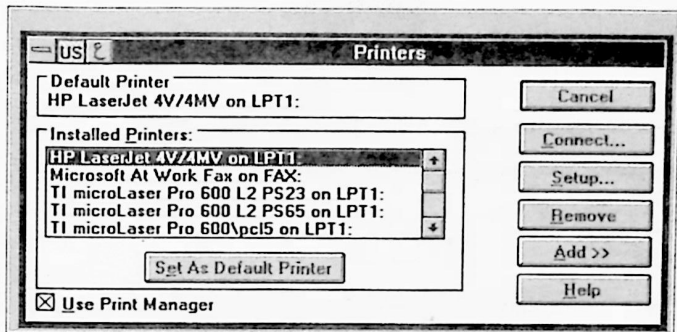 US
Printers
Default Printer
HP LaserJet 4V/4MV on LPT1:
Installed Printers:
HP LaserJet 4V/4MV on LPT1:
Microsoft At Work Fax on FAX:
TI microLaser Pro 600 L2 PS23 on LPT1:
TI microLaser Pro 600 L2 PS65 on LPT1:
TI microLaser Pro 600\pcl5 on LPT1:
Set As Default Printer
Use Print Manager
Cancel
Connect...
Setup...
Remove
Add >>
Help